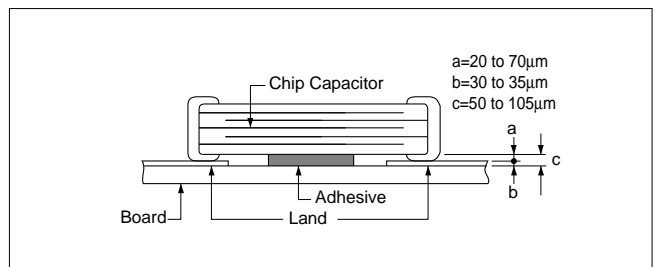 a=20 to 70μm
b=30 to 35μm
c=50 to 105μm
Chip Capacitor
a
c
b
Adhesive
Board
Land